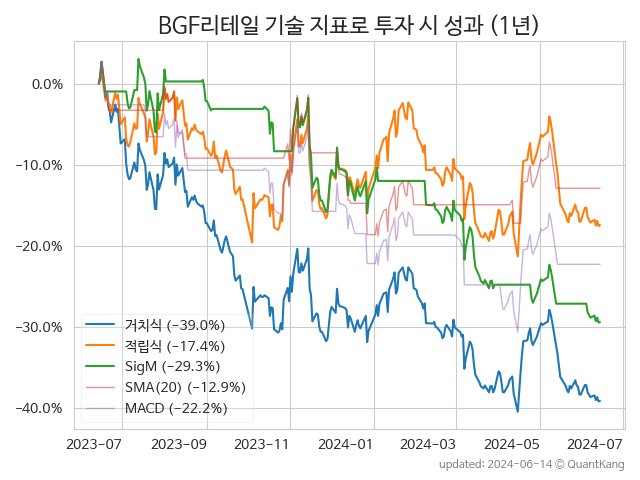 BGF리테일 기술 지표로 투자 시 성과 (1년)
0.0%
−10.0%
−20.0%
−30.0%
−40.0%
거치식 (−39.0%)
적립식 (−17.4%)
SigM (−29.3%)
SMA(20) (−12.9%)
MACD (−22.2%)
2023−07 2023−09 2023−11 2024−01 2024−03 2024−05 2024−07
updated: 2024−06−14 © QuantKang